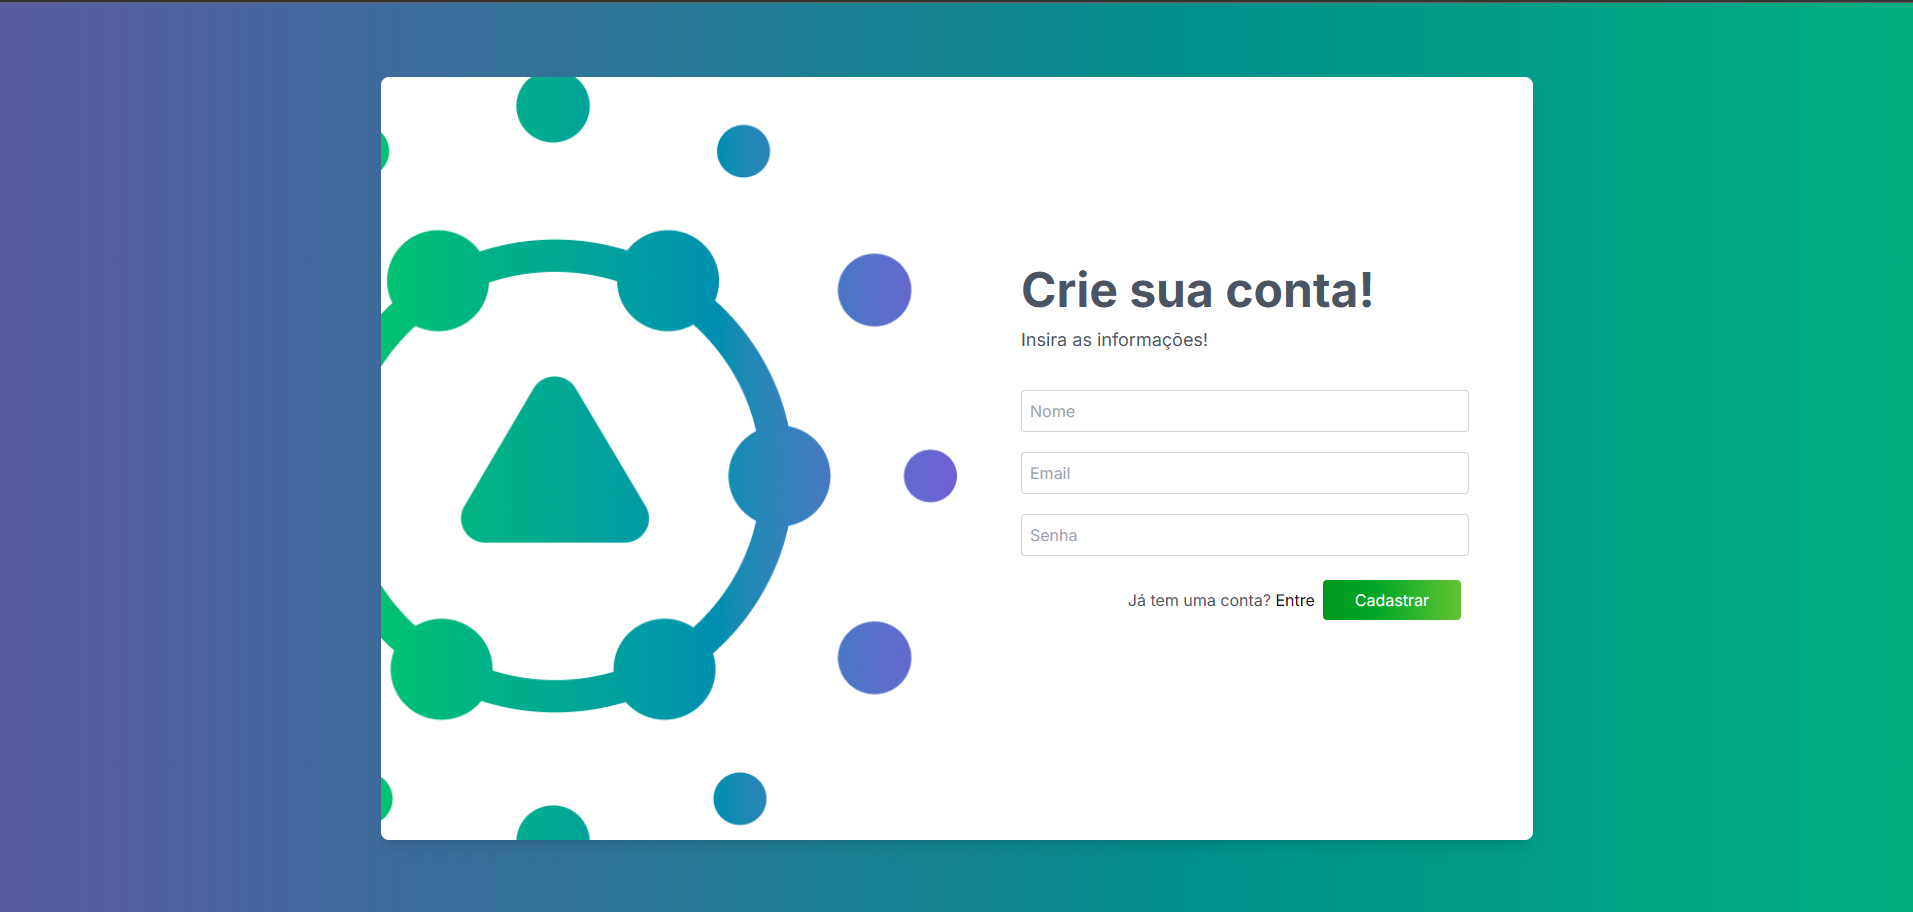 Crie sua conta!
Insira as informações!
Nome
Email
Senha
Já tem uma conta? Entre Cadastrar